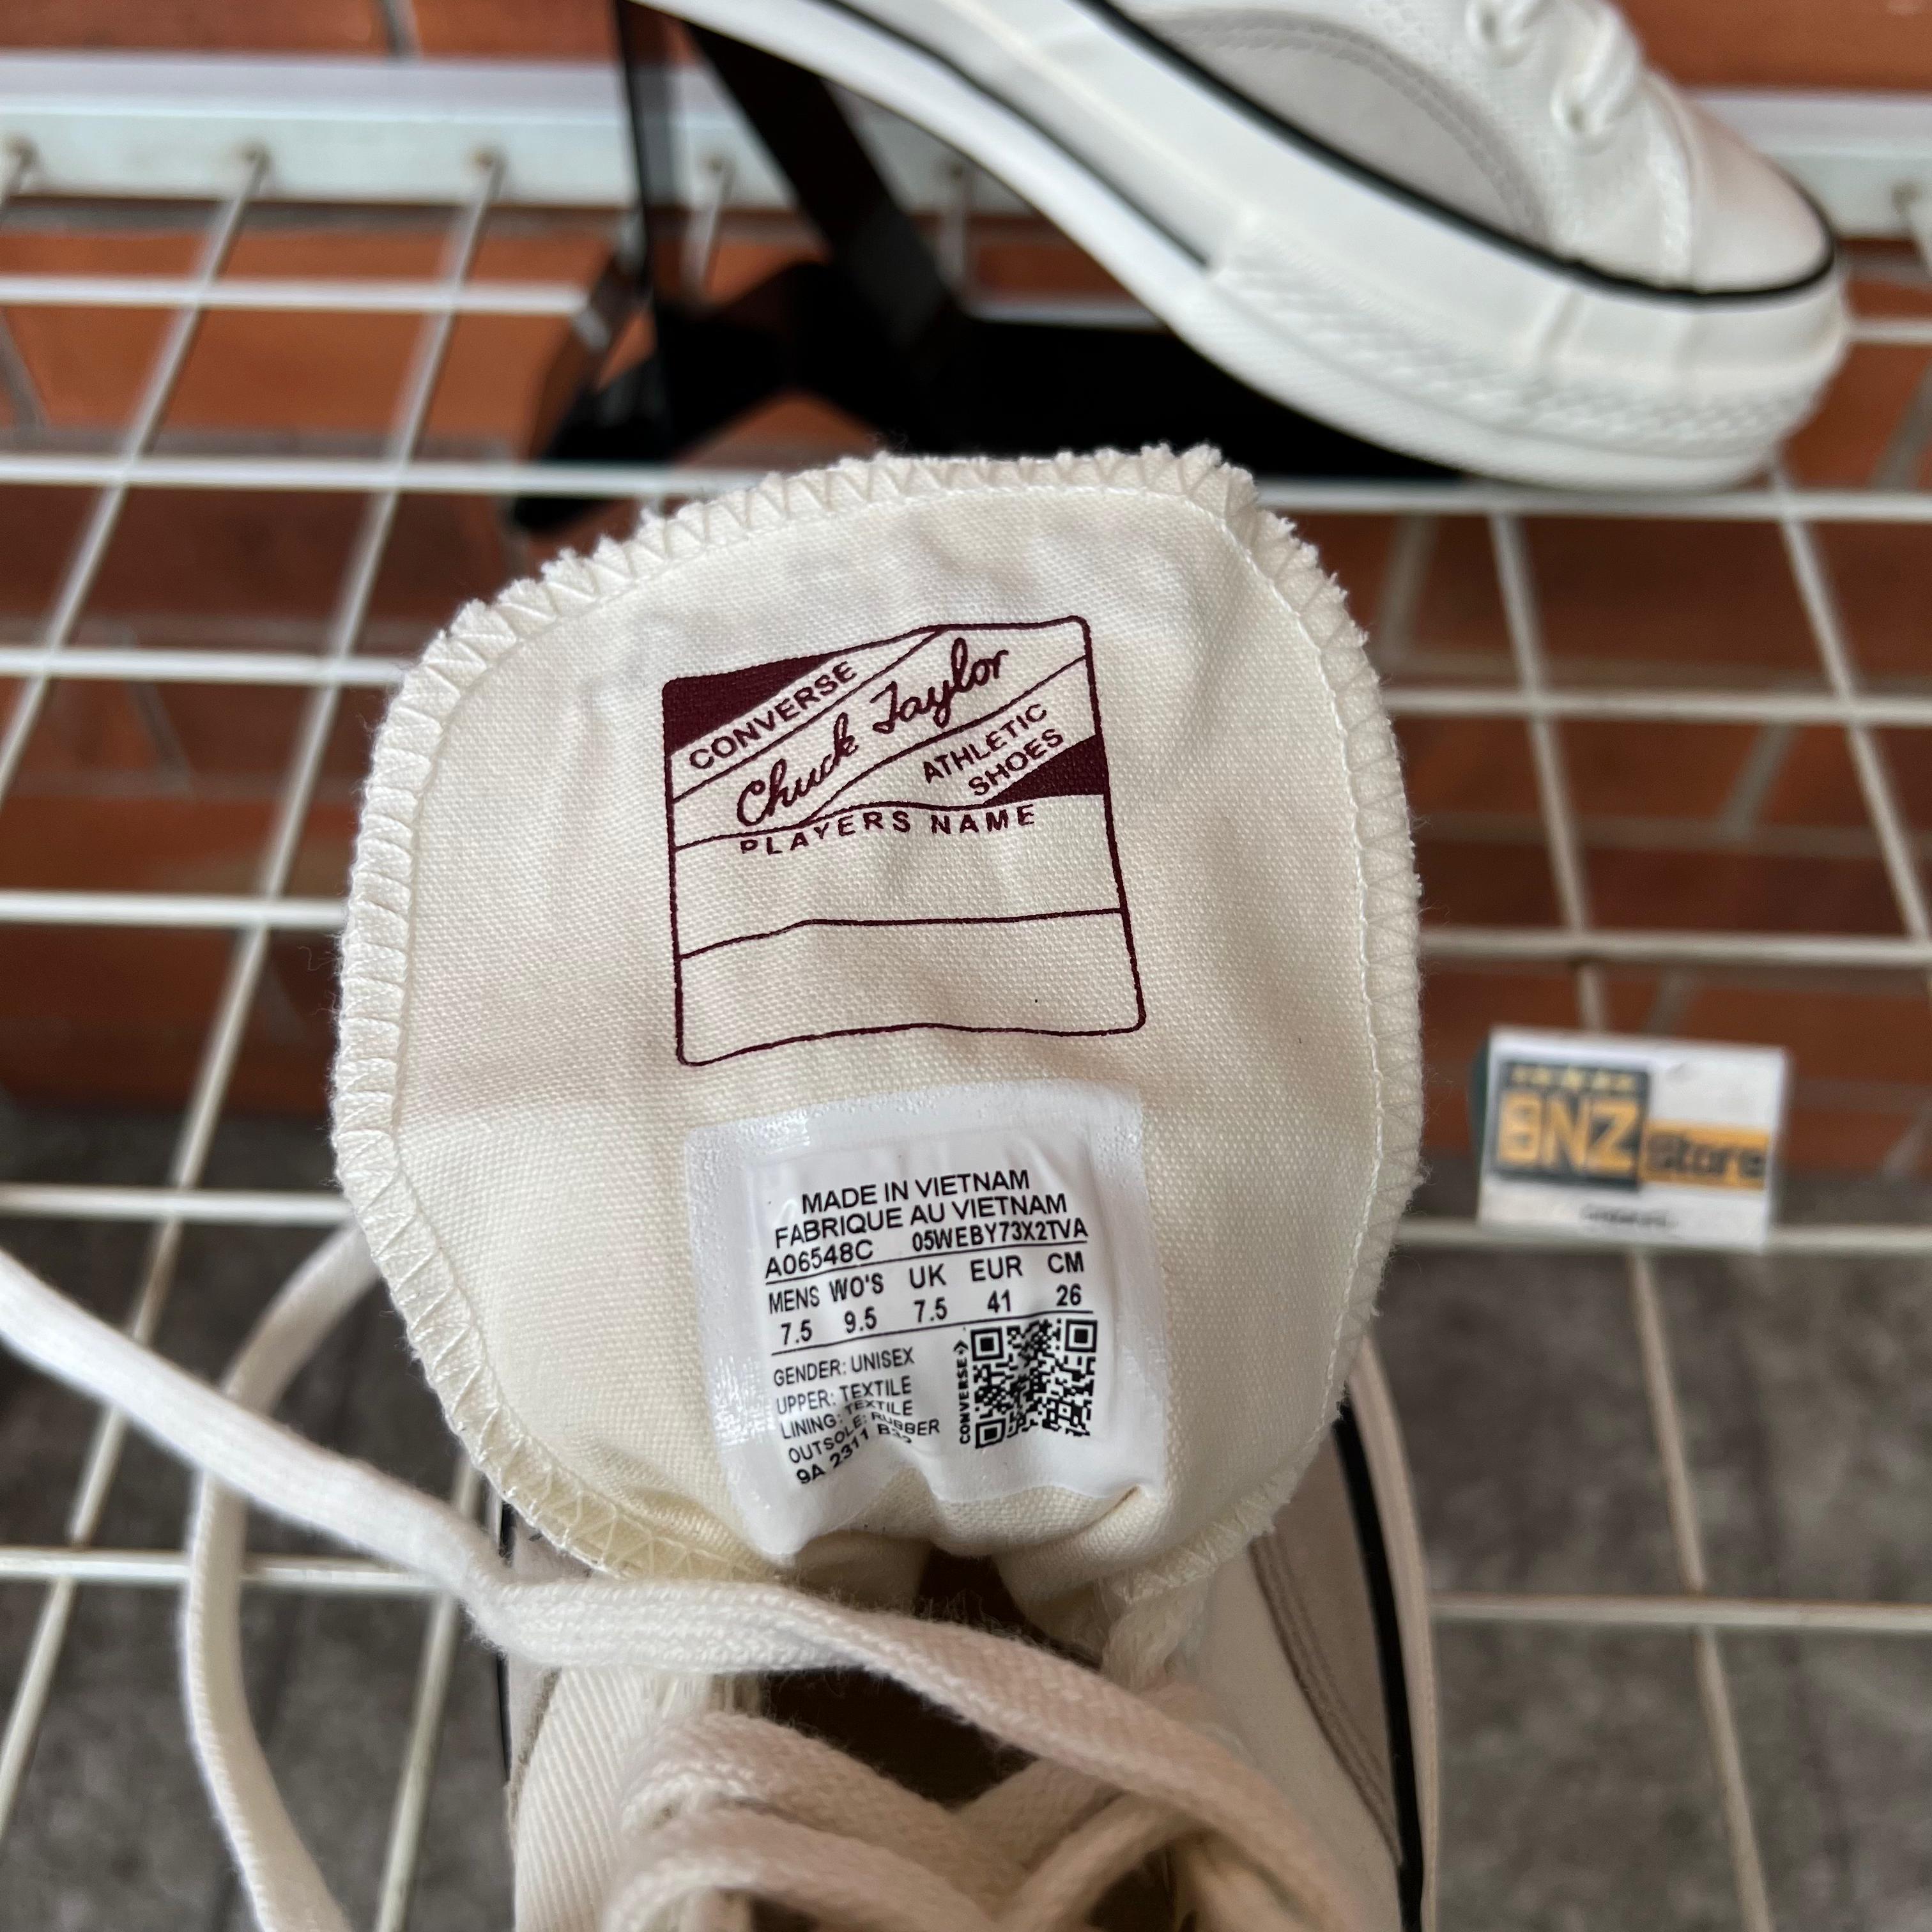 CONVERSE
Chuck Taylor
ATHLETIC
SHOES
PLAYERS NAME
MADE IN VIETNAM
FABRIQUE AU VIETNAM
A06548C 05WEBY73X2TVA
MENS WO'S UK EUR CM
7.5 9.5 7.5 41 26
GENDER: UNISEX
UPPER: TEXTILE
LINING: TEXTILE
OUTSOLE: RUBBER
9A 2311
CONVERSE
BNZ
Store